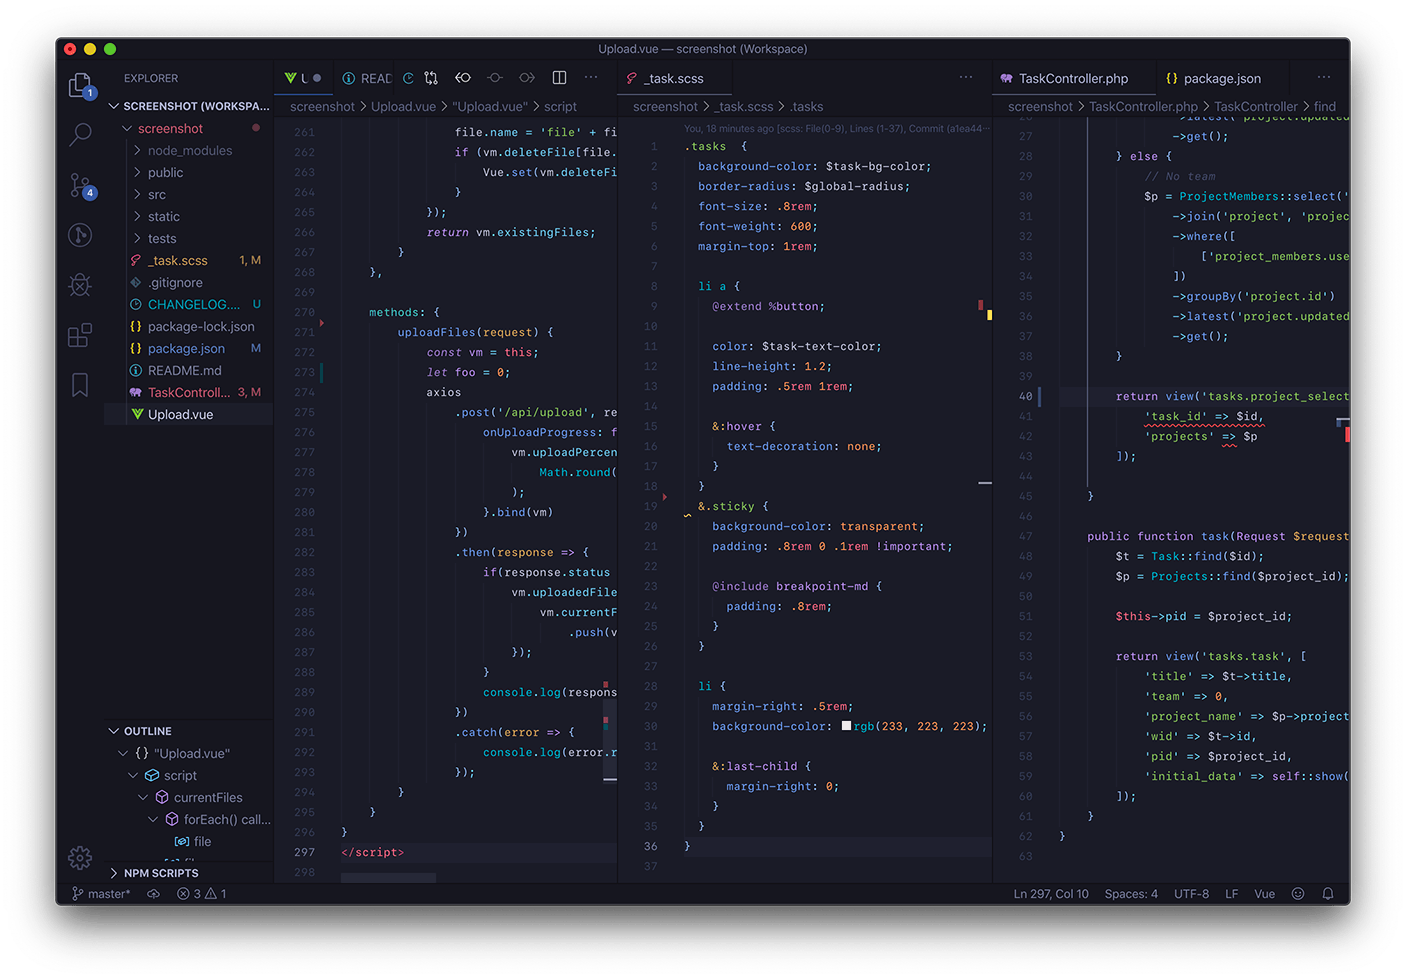 Upload.vue — screenshot (Workspace)
EXPLORER
SCREENSHOT (WORKSPA...
screenshot
node_modules
public
src
static
tests
_task.scss 1, M
.gitignore
CHANGELOG.... U
package-lock.json
package.json M
README.md
TaskControll... 3, M
Upload.vue
1
4
OUTLINE
{} "Upload.vue"
script
currentFiles
forEach() call...
file
NPM SCRIPTS
READ
screenshot > Upload.vue > "Upload.vue" > script
261 file.name = 'file' + fi
262 if (vm.deleteFile[file.
263 Vue.set(vm.deleteFi
264 }
265 });
266 return vm.existingFiles;
267 }
268 },
269
270 methods: {
271 uploadFiles(request) {
272 const vm = this;
273 let foo = 0;
274 axios
275 .post('/api/upload', re
276 onUploadProgress: f
277 vm.uploadPercen
278 Math.round(
279 );
280 }.bind(vm)
281 })
282 .then(response => {
283 if(response.status
284 vm.uploadedFile
285 vm.currentF
286 .push(v
287 });
288 }
289 console.log(respons
290 })
291 .catch(error => {
292 console.log(error.r
293 });
294 }
295 }
296 }
297 </script>
298
_task.scss
screenshot > _task.scss > .tasks
You, 18 minutes ago [scss: File(0-9), Lines (1-37), Commit (a1ea44
1 .tasks {
2 background-color: $task-bg-color;
3 border-radius: $global-radius;
4 font-size: .8rem;
5 font-weight: 600;
6 margin-top: 1rem;
7
8 li a {
9 @extend %button;
10
11 color: $task-text-color;
12 line-height: 1.2;
13 padding: .5rem 1rem;
14
15 &:hover {
16 text-decoration: none;
17 }
18 }
19 &.sticky {
20 background-color: transparent;
21 padding: .8rem 0 .1rem !important;
22
23 @include breakpoint-md {
24 padding: .8rem;
25 }
26 }
27
28 li {
29 margin-right: .5rem;
30 background-color: rgb(233, 223, 223);
31
32 &:last-child {
33 margin-right: 0;
34 }
35 }
36 }
37
TaskController.php
{} package.json
screenshot > TaskController.php > TaskController > find
26 ->latest('project.updated
27 ->get();
28 } else {
29 // No team
30 $p = ProjectMembers::select('
31 ->join('project', 'projec
32 ->where([
33 ['project_members.use
34 ])
35 ->groupBy('project.id')
36 ->latest('project.updated
37 ->get();
38 }
39
40 return view('tasks.project_select
41 'task_id' => $id,
42 'projects' => $p
43 ]);
44
45 }
46
47 public function task(Request $request
48 $t = Task::find($id);
49 $p = Projects::find($project_id);
50
51 $this->pid = $project_id;
52
53 return view('tasks.task', [
54 'title' => $t->title,
55 'team' => 0,
56 'project_name' => $p->project
57 'wid' => $t->id,
58 'pid' => $project_id,
59 'initial_data' => self::show(
60 ]);
61 }
62 }
63
master* 3 1
Ln 297, Col 10 Spaces: 4 UTF-8 LF Vue